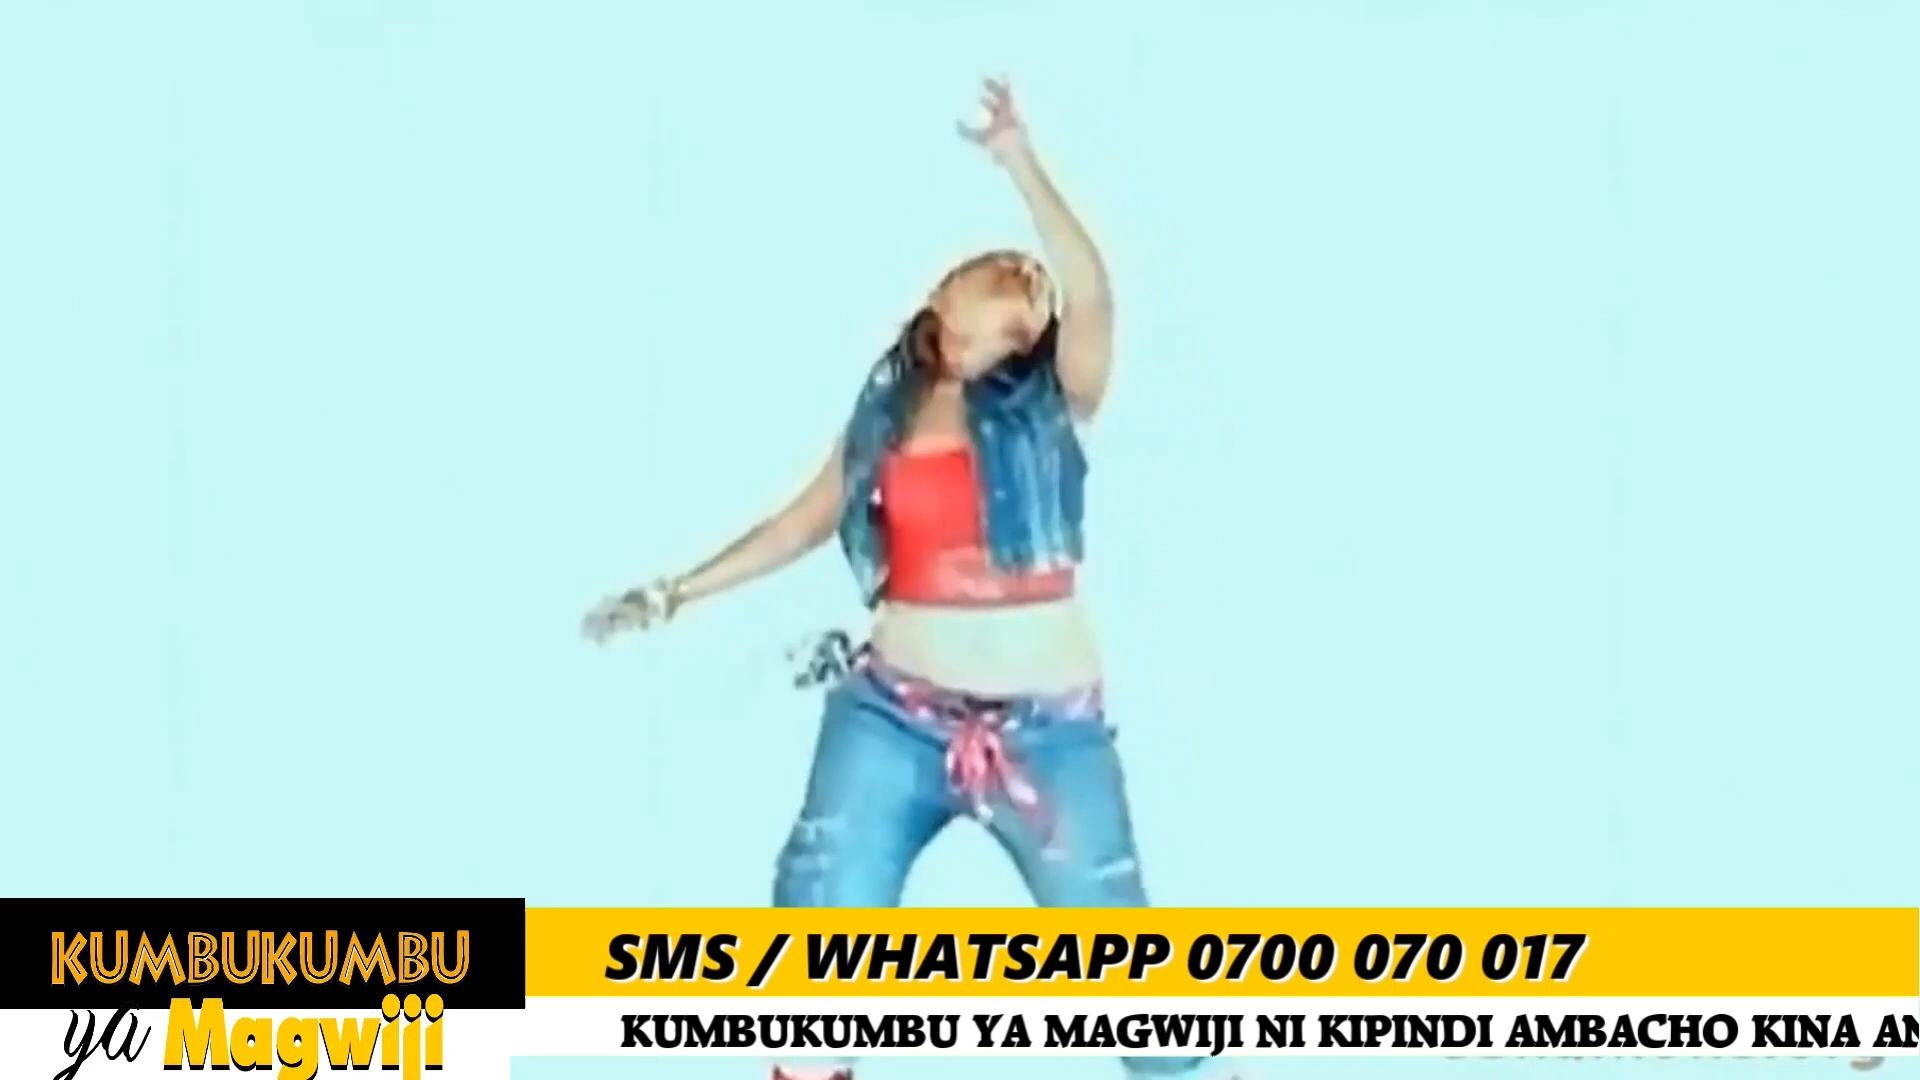 KUMBUKUMBU
ya Magwiji
SMS / WHATSAPP 0700 070 017
KUMBUKUMBU YA MAGWIJI NI KIPINDI AMBACHO KINA